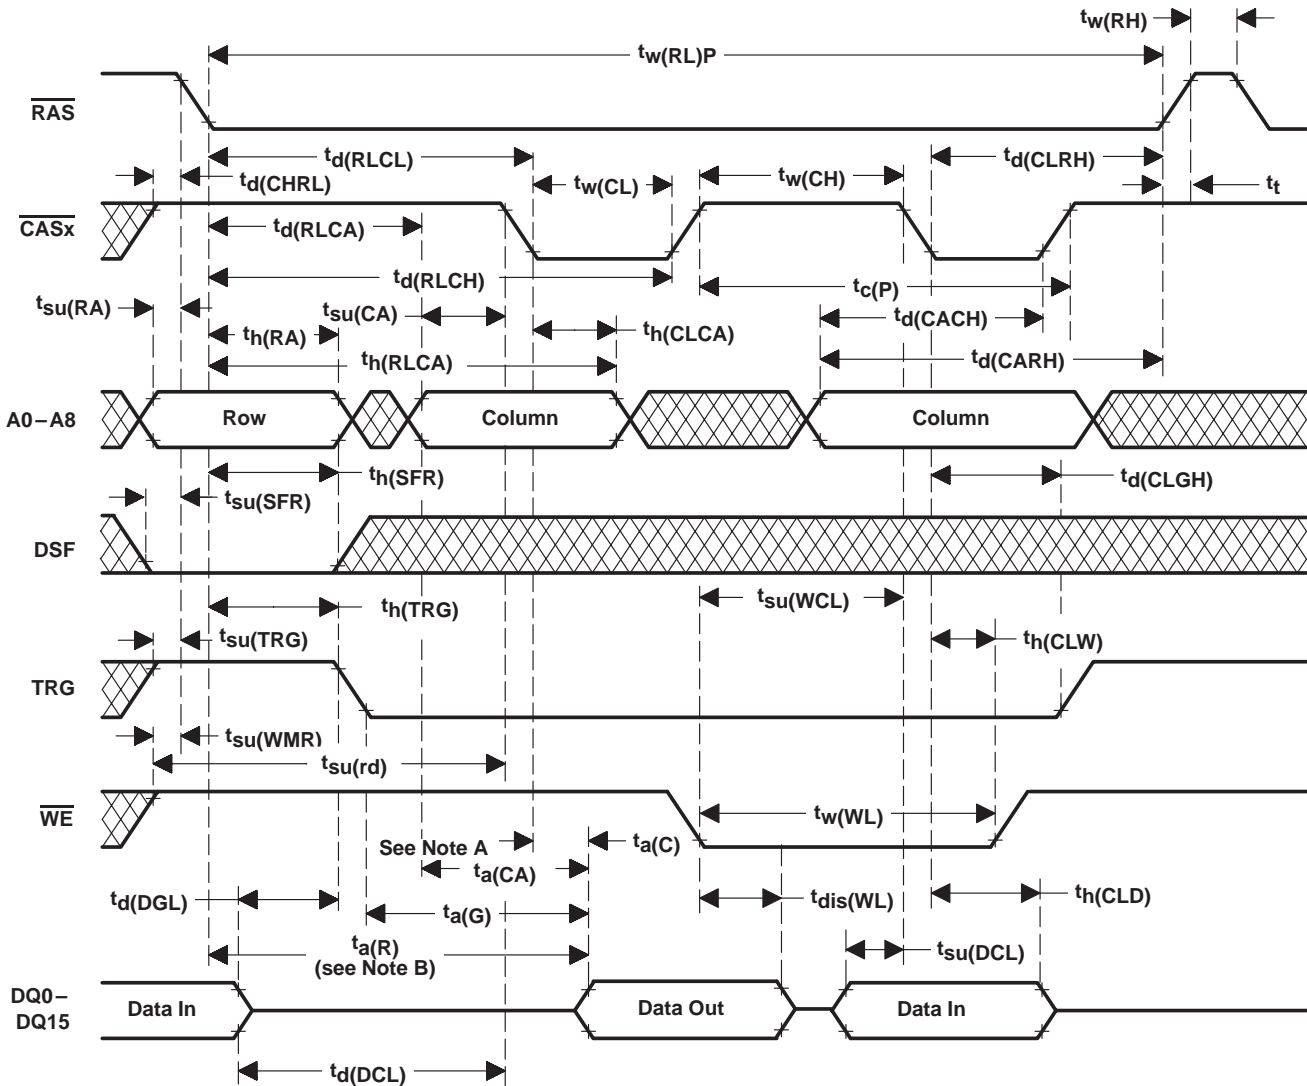 tw(RH)
tw(RL)P
RAS
td(RLCL)
td(CLRH)
td(CHRL)
tw(CL)
tw(CH)
tt
CASx
td(RLCA)
td(RLCH)
tc(P)
tsu(RA)
tsu(CA)
td(CACH)
th(RA)
th(CLCA)
th(RLCA)
td(CARH)
A0–A8
Row
Column
Column
th(SFR)
td(CLGH)
tsu(SFR)
DSF
th(TRG)
tsu(WCL)
tsu(TRG)
th(CLW)
TRG
tsu(WMR)
tsu(rd)
WE
tw(WL)
See Note A
ta(C)
ta(CA)
td(DGL)
tdis(WL)
th(CLD)
ta(G)
ta(R)
(see Note B)
tsu(DCL)
DQ0–
DQ15
Data In
Data Out
Data In
td(DCL)